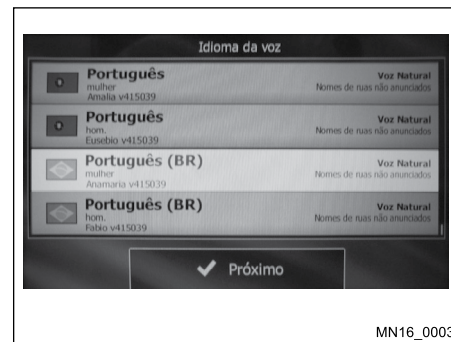 Idioma da voz
Português
mulher
Amalia v415039
Voz Natural
Nomes de ruas não anunciados
Português
hom.
Eusebio v415039
Voz Natural
Nomes de ruas não anunciados
Português (BR)
mulher
Anamaria v415039
Voz Natural
Nomes de ruas não anunciados
Português (BR)
hom.
Fabio v415039
Voz Natural
Nomes de ruas não anunciados
Próximo
MN16_0003